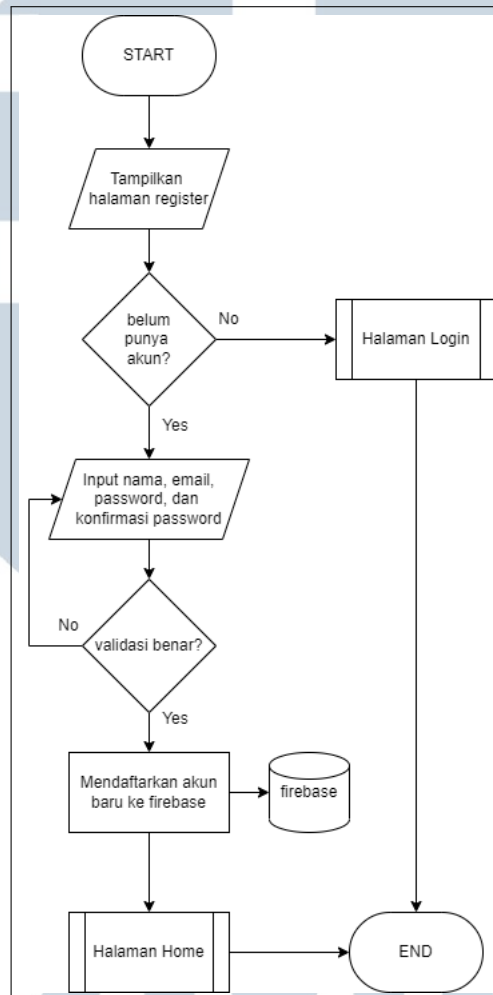 START
Tampilkan
halaman register
belum
punya
akun?
No
Halaman Login
Yes
Input nama, email,
password, dan
konfirmasi password
No
validasi benar?
Yes
Mendaftarkan akun
baru ke firebase
firebase
Halaman Home
END